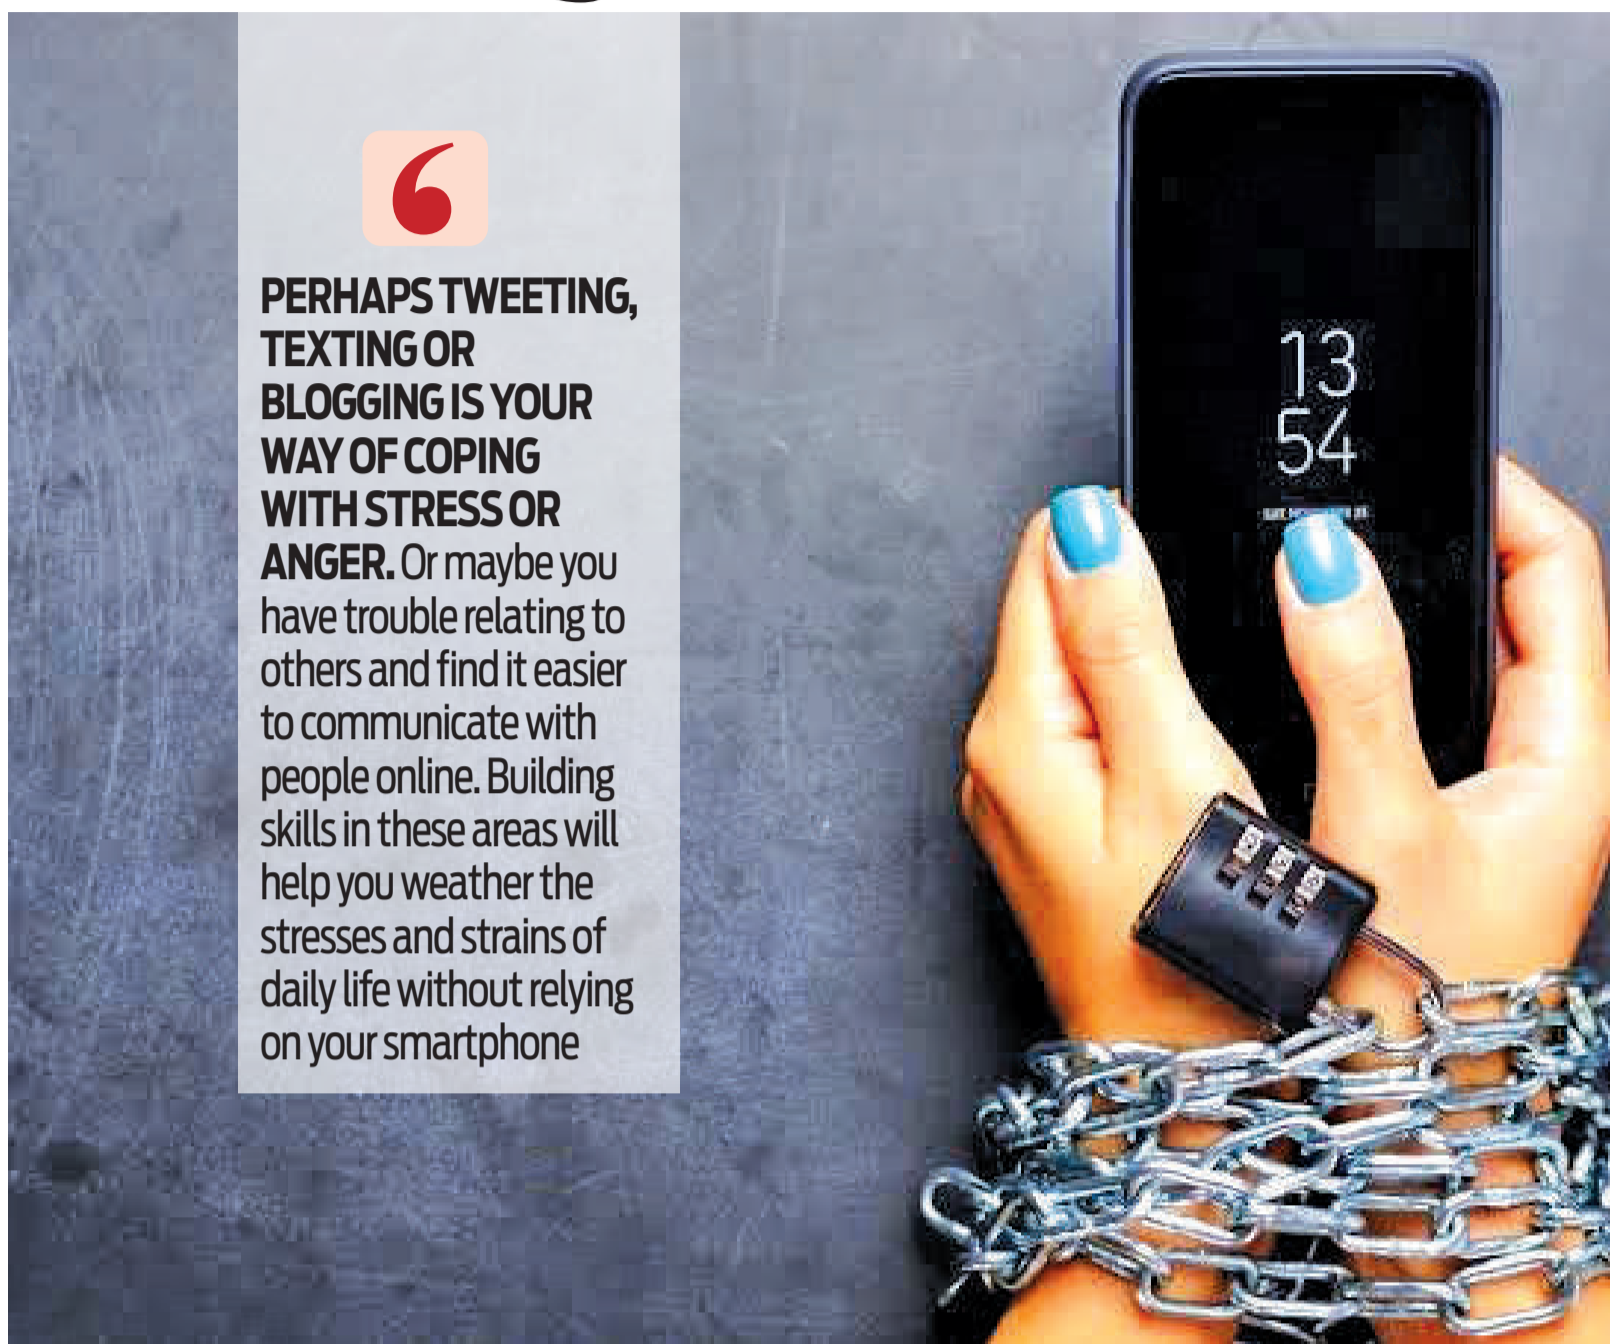 PERHAPS TWEETING,
TEXTING OR
BLOGGING IS YOUR
WAY OF COPING
WITH STRESS OR
ANGER. Or maybe you
have trouble relating to
others and find it easier
to communicate with
people online. Building
skills in these areas will
help you weather the
stresses and strains of
daily life without relying
on your smartphone
13
54